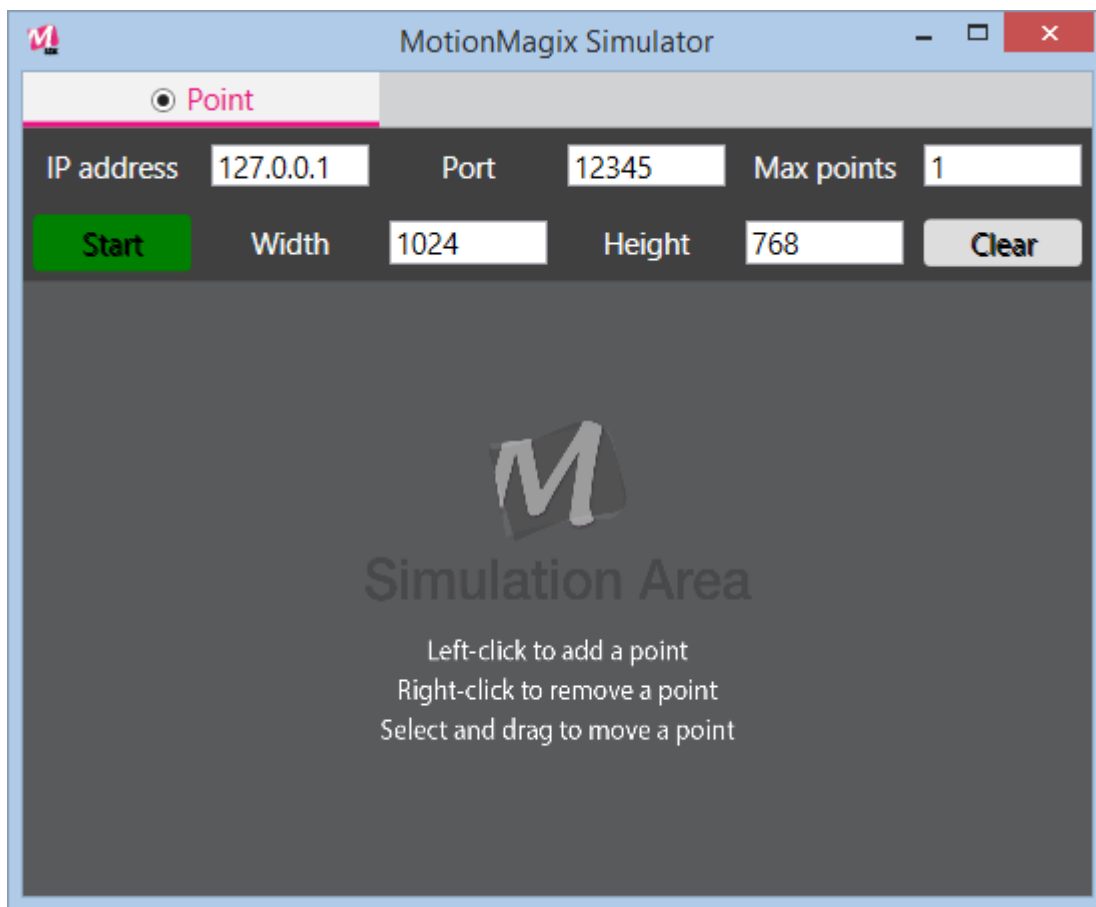 MotionMagix Simulator
Point
IP address 127.0.0.1 Port 12345 Max points 1
Start Width 1024 Height 768 Clear
M
Simulation Area
Left-click to add a point
Right-click to remove a point
Select and drag to move a point